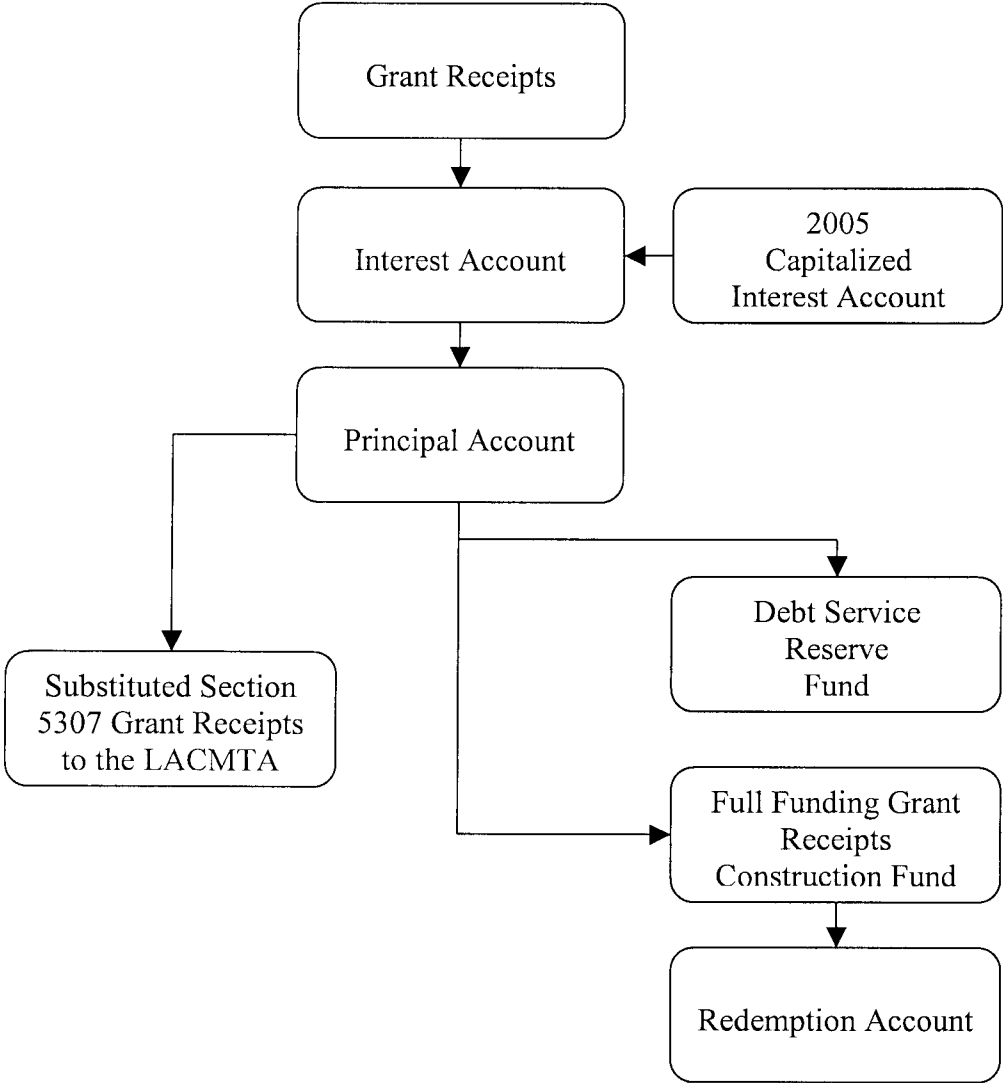 Grant Receipts
Interest Account
2005
Capitalized
Interest Account
Principal Account
Debt Service
Reserve
Fund
Substituted Section
5307 Grant Receipts
to the LACMTA
Full Funding Grant
Receipts
Construction Fund
Redemption Account